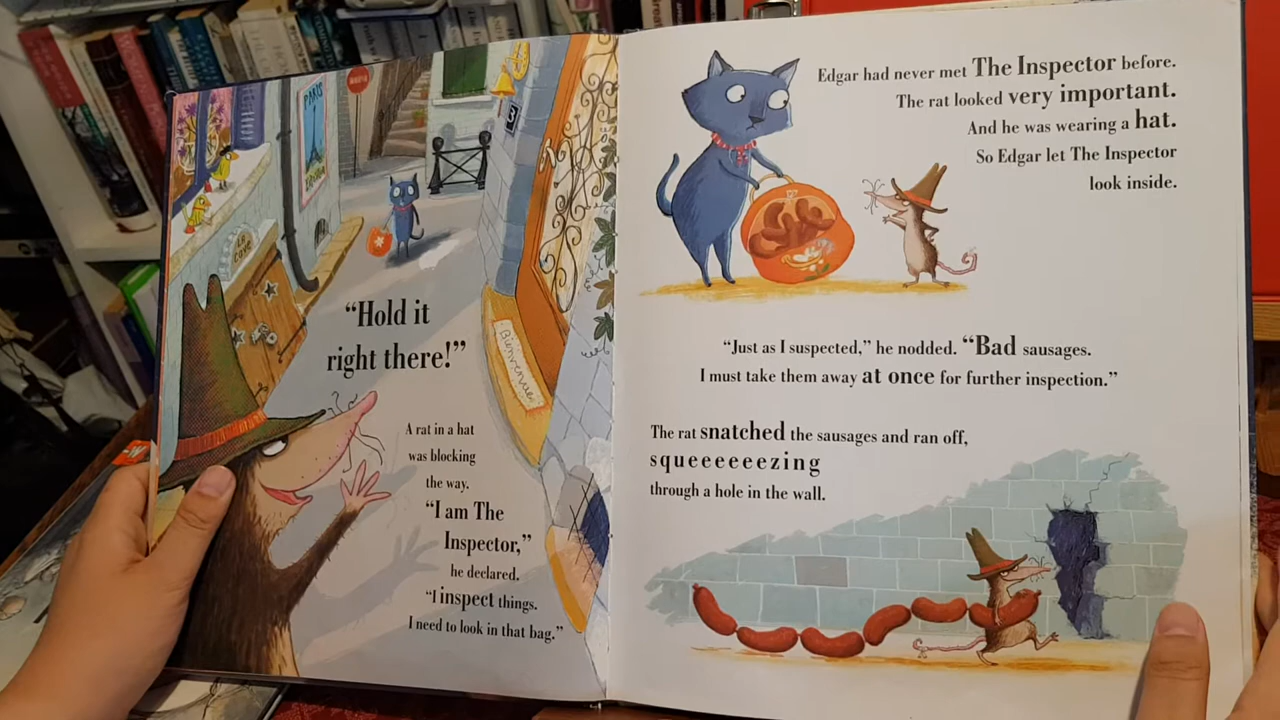 PARIS
3
LA
CAVE
Bienvenue
“Hold it
right there!”
A rat in a hat
was blocking
the way.
“I am The
Inspector,”
he declared.
“I inspect things.
I need to look in that bag.”
Edgar had never met The Inspector before.
The rat looked very important.
And he was wearing a hat.
So Edgar let The Inspector
look inside.
“Just as I suspected,” he nodded. “Bad sausages.
I must take them away at once for further inspection.”
The rat snatched the sausages and ran off,
squeeeeeeezing
through a hole in the wall.